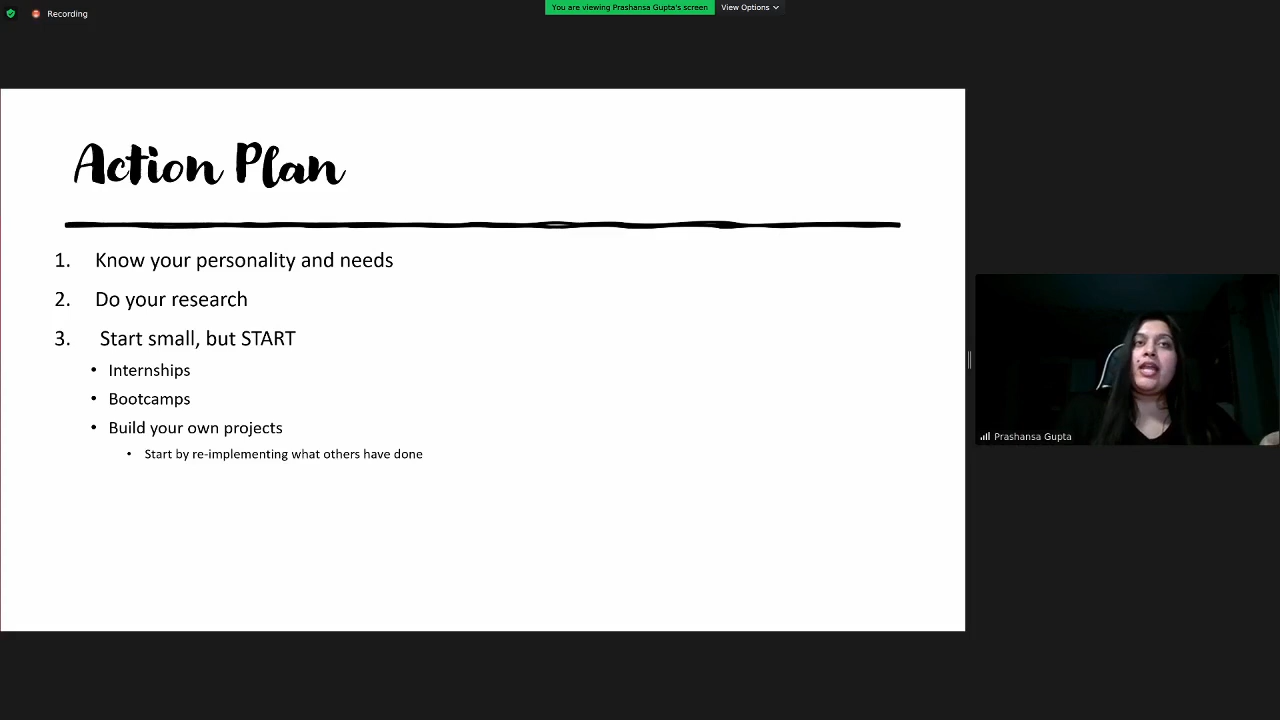 Recording
You are viewing Prashansa Gupta's screen
View Options
Action Plan
1. Know your personality and needs
2. Do your research
3. Start small, but START
• Internships
• Bootcamps
• Build your own projects
• Start by re-implementing what others have done
Prashansa Gupta